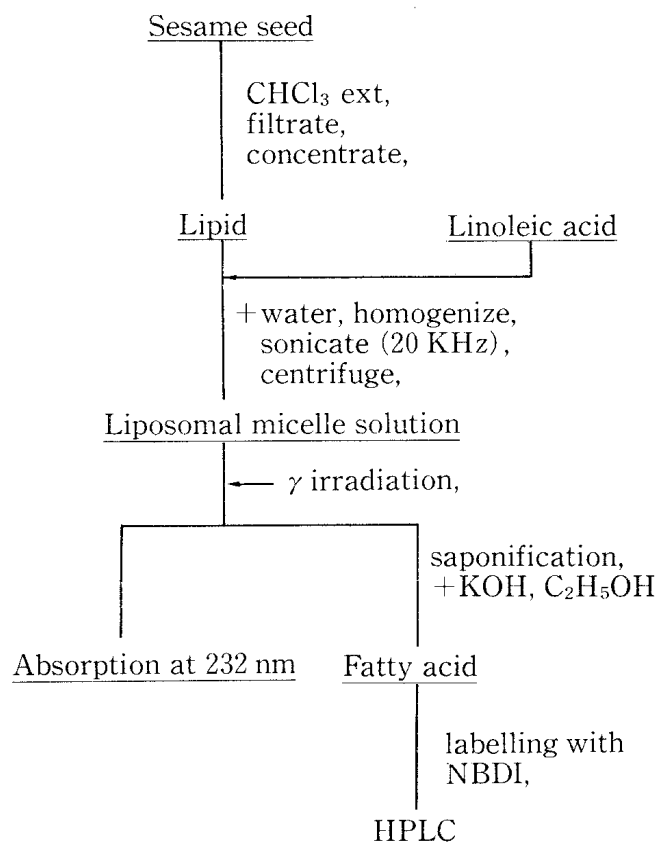 Sesame seed
CHCl₃ ext,
filtrate,
concentrate,
Lipid
Linoleic acid
+water, homogenize,
sonicate (20 KHz),
centrifuge,
Liposomal micelle solution
γ irradiation,
saponification,
+KOH, C₂H₅OH
Absorption at 232 nm
Fatty acid
labelling with
NBDI,
HPLC